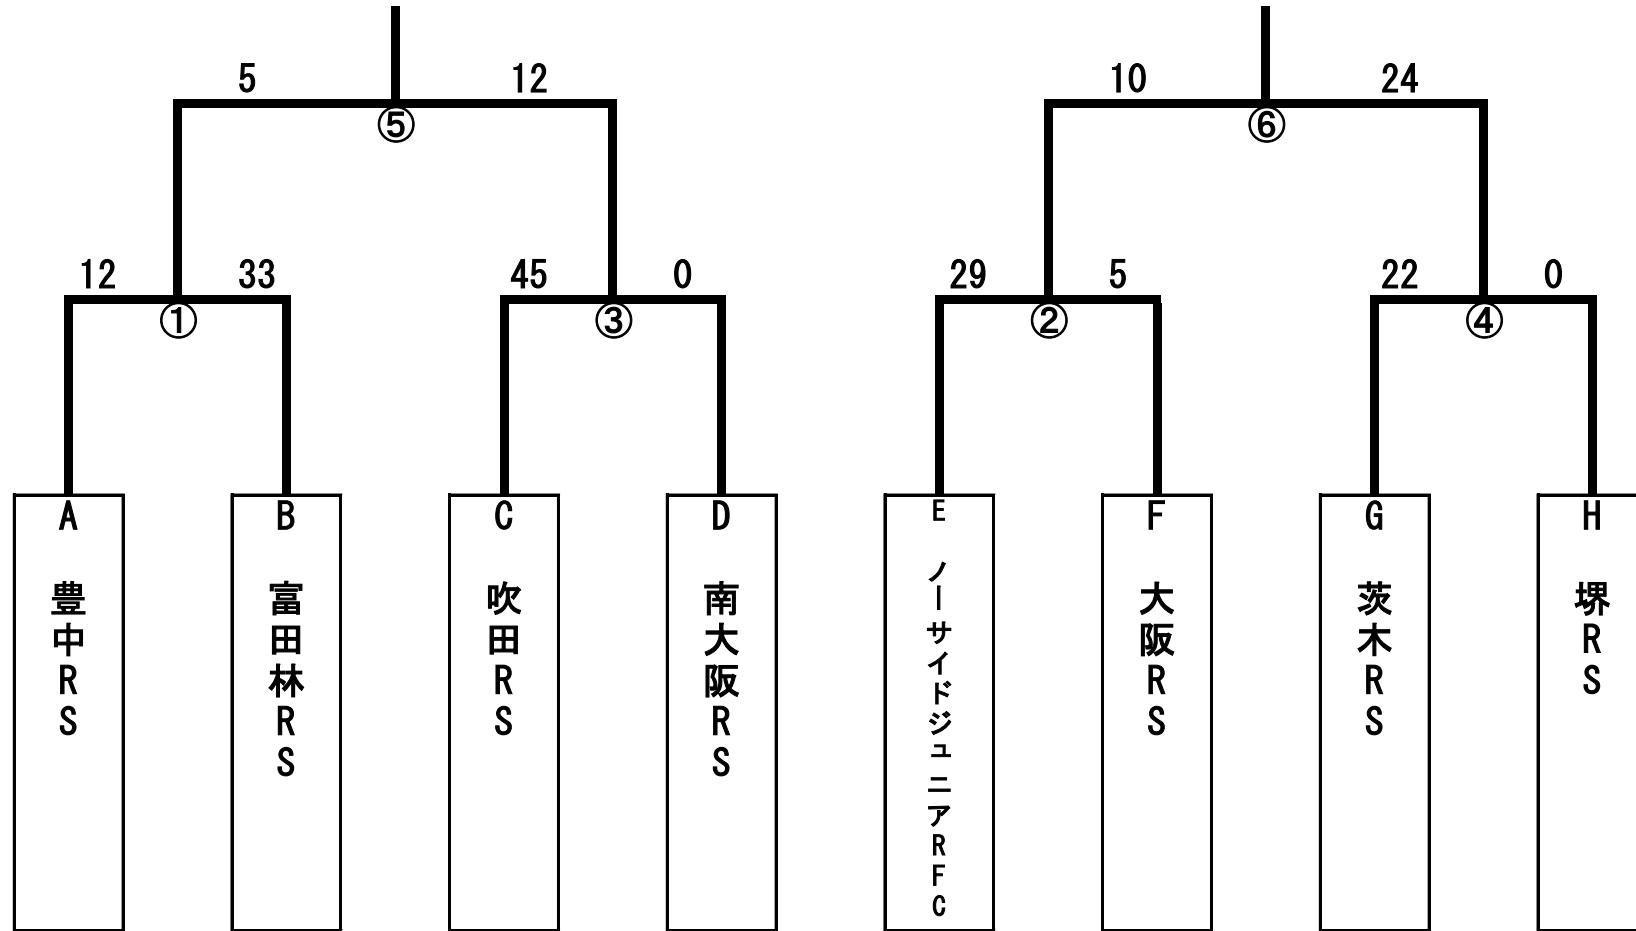 5 12 10 24
⑤ ⑥
12 33 45 0 29 5 22 0
① ③ ② ④
A 豊中RS
B 富田林RS
C 吹田RS
D 南大阪RS
E ノーサイドジュニアRFC
F 大阪RS
G 茨木RS
H 堺RS